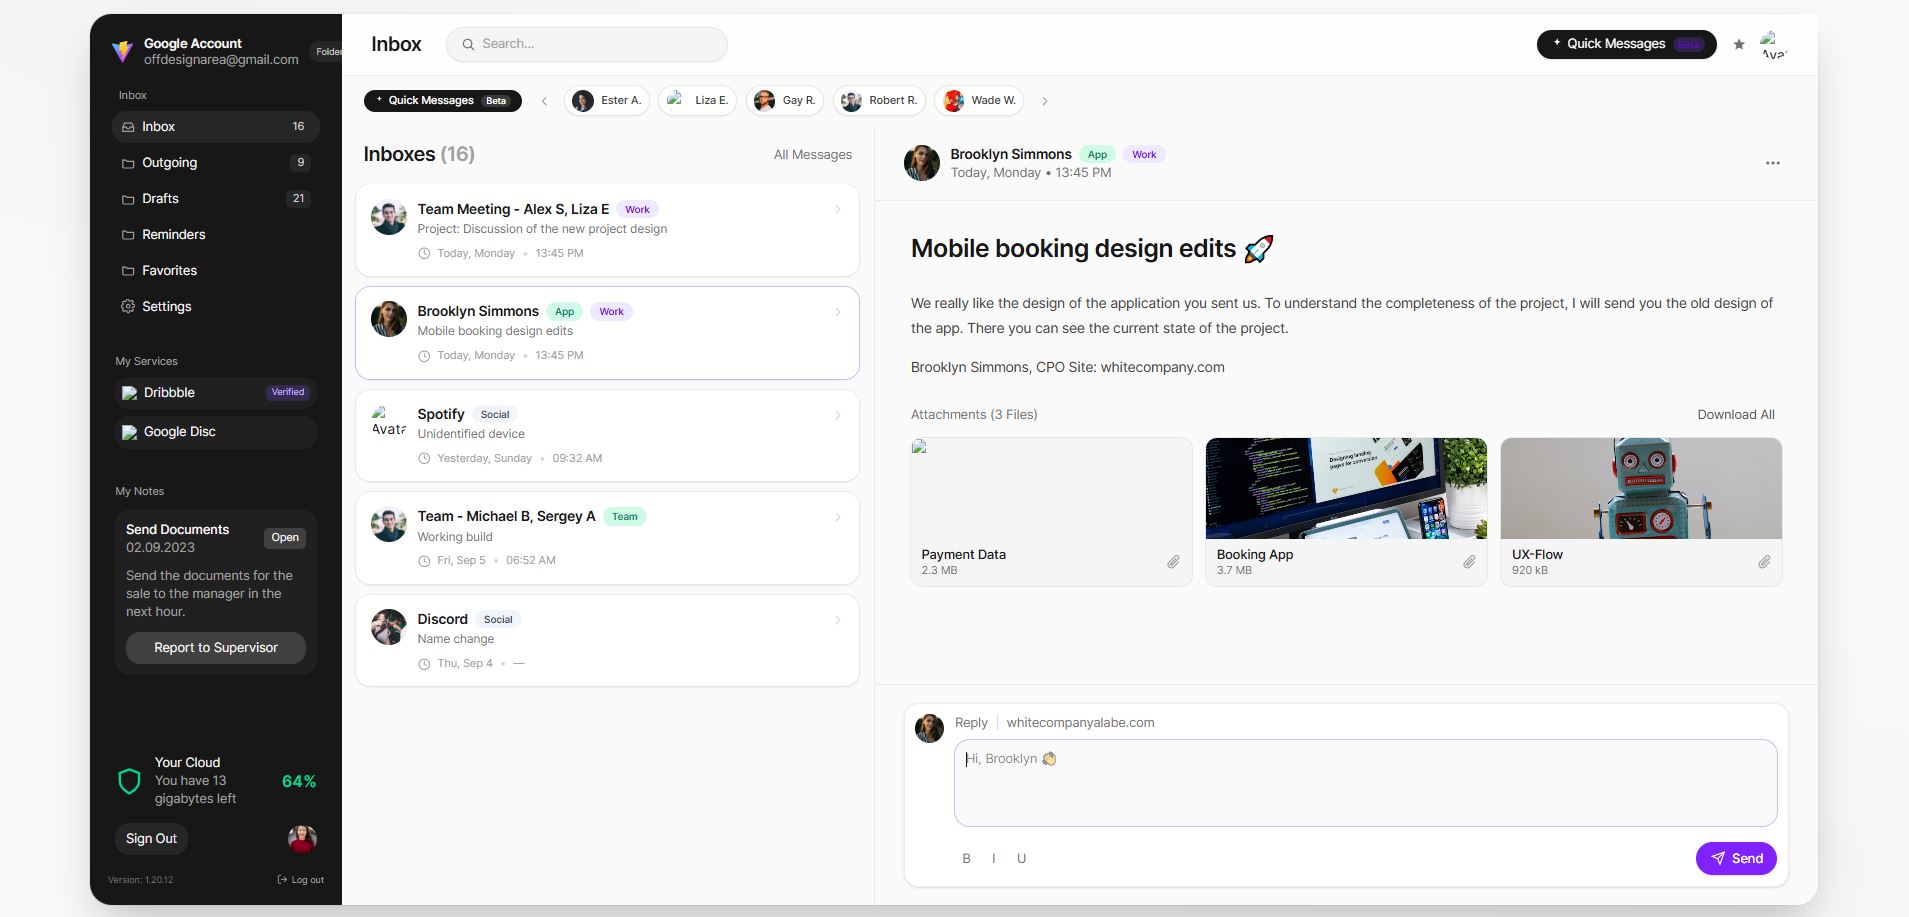 Google Account
offdesignarea@gmail.com
Folder
Inbox
Inbox 16
Outgoing 9
Drafts 21
Reminders
Favorites
Settings
My Services
Dribbble Verified
Google Disc
My Notes
Send Documents
02.09.2023
Open
Send the documents for the
sale to the manager in the
next hour.
Report to Supervisor
Your Cloud
You have 13
gigabytes left
64%
Sign Out
Version: 1.20.12
Log out
Inbox
Search...
Quick Messages Beta
Avat
Quick Messages Beta
Ester A.
Liza E.
Gay R.
Robert R.
Wade W.
Inboxes (16)
All Messages
Team Meeting - Alex S, Liza E Work
Project: Discussion of the new project design
Today, Monday • 13:45 PM
Brooklyn Simmons App Work
Mobile booking design edits
Today, Monday • 13:45 PM
Avata
Spotify Social
Unidentified device
Yesterday, Sunday • 09:32 AM
Team - Michael B, Sergey A Team
Working build
Fri, Sep 5 • 06:52 AM
Discord Social
Name change
Thu, Sep 4 • —
Brooklyn Simmons App Work
Today, Monday • 13:45 PM
Mobile booking design edits 🚀
We really like the design of the application you sent us. To understand the completeness of the project, I will send you the old design of
the app. There you can see the current state of the project.
Brooklyn Simmons, CPO Site: whitecompany.com
Attachments (3 Files)
Download All
Designing landing
pages for conversion
Payment Data
2.3 MB
Booking App
3.7 MB
UX-Flow
920 kB
Reply
whitecompanyalabe.com
Hi, Brooklyn 👏
B I U
Send